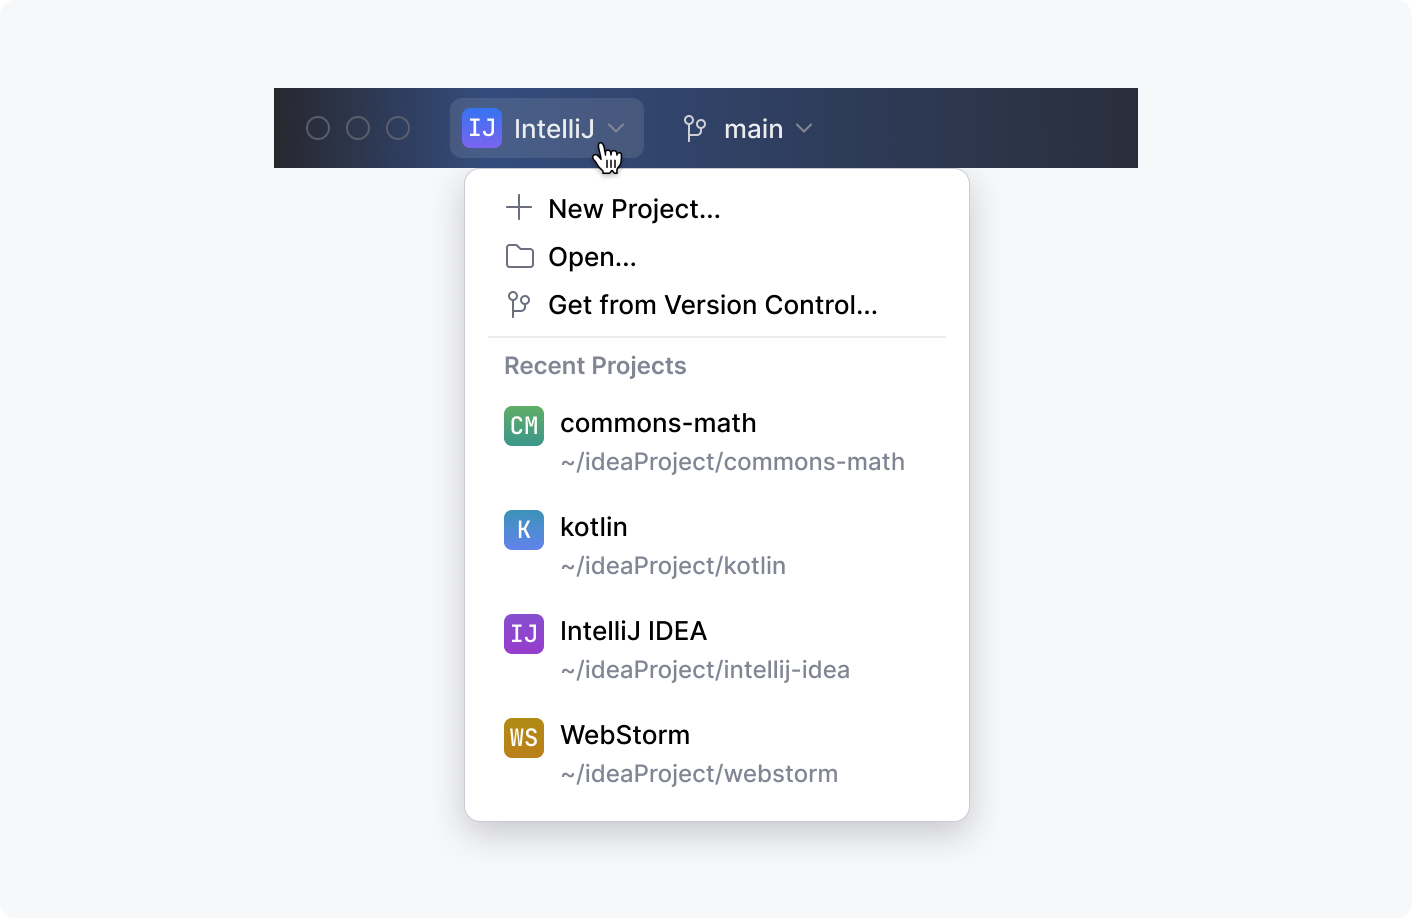 IJ IntelliJ main
New Project...
Open...
Get from Version Control...
Recent Projects
CM commons-math
~/ideaProject/commons-math
K kotlin
~/ideaProject/kotlin
IJ IntelliJ IDEA
~/ideaProject/intellij-idea
WS WebStorm
~/ideaProject/webstorm